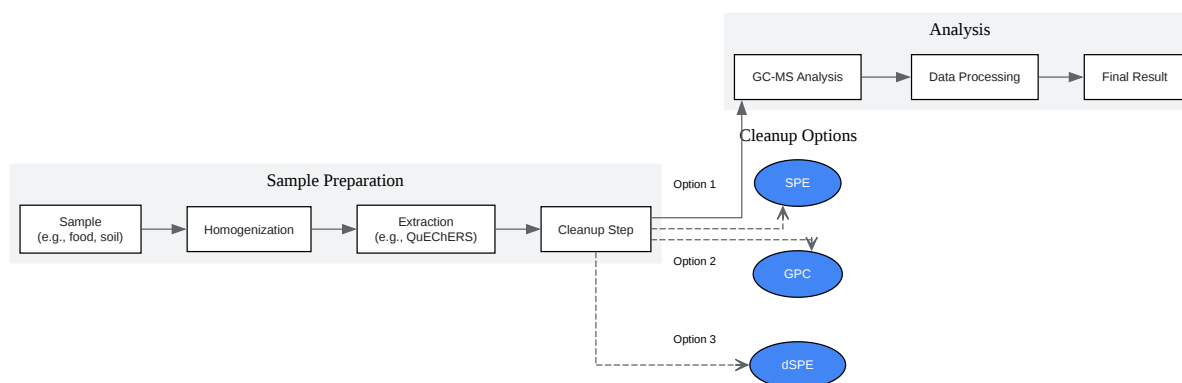 Analysis
GC-MS Analysis
Data Processing
Final Result
Cleanup Options
Sample Preparation
Option 1
SPE
Sample
(e.g., food, soil)
Homogenization
Extraction
(e.g., QuEChERS)
Cleanup Step
Option 2
GPC
Option 3
dSPE